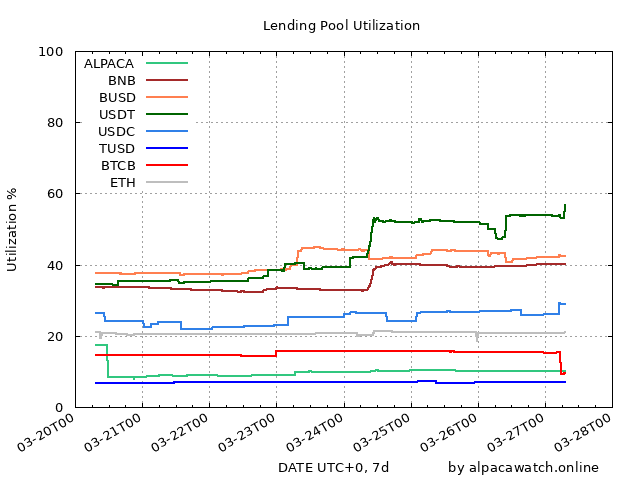 Lending Pool Utilization
Utilization %
100
80
60
40
20
0
ALPACA
BNB
BUSD
USDT
USDC
TUSD
BTCB
ETH
03-20T00
03-21T00
03-22T00
03-23T00
03-24T00
03-25T00
03-26T00
03-27T00
03-28T00
DATE UTC+0, 7d
by alpacawatch.online